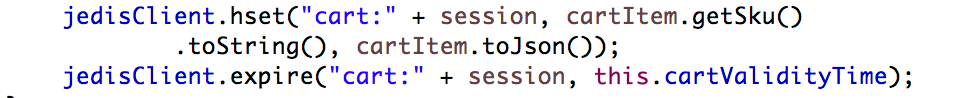 jedisClient.hset("cart:" + session, cartItem.getSku()
.toString(), cartItem.toJson());
jedisClient.expire("cart:" + session, this.cartValidityTime);